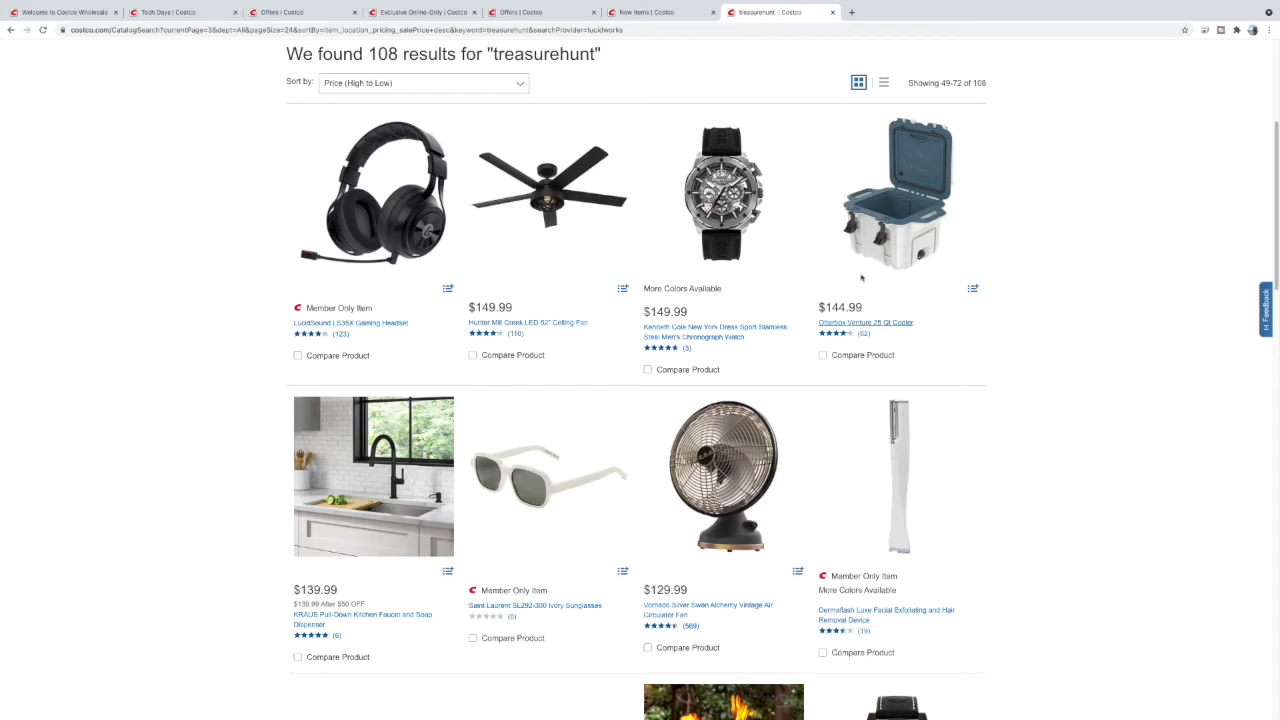 Welcome to Costco Wholesale
Tech Days | Costco
Offers | Costco
Exclusive Online-Only | Costco
Offers | Costco
New Items | Costco
treasurehunt | Costco
costco.com/CatalogSearch?currentPage=3&dept=All&pageSize=24&sortBy=item_location_pricing_salePrice+desc&keyword=treasurehunt&searchProvider=lucidworks
We found 108 results for "treasurehunt"
Sort by: Price (High to Low)
Showing 49-72 of 108
Member Only Item
LucidSound LS35X Gaming Headset
(123)
Compare Product
$149.99
Hunter Mill Creek LED 52" Ceiling Fan
(110)
Compare Product
More Colors Available
$149.99
Kenneth Cole New York Dress Sport Stainless
Steel Men's Chronograph Watch
(3)
Compare Product
$144.99
Otterbox Venture 25 Qt Cooler
(62)
Compare Product
$139.99
$139.99 After $50 OFF
KRAUS Pull-Down Kitchen Faucet and Soap
Dispenser
(6)
Compare Product
Member Only Item
Saint Laurent SL292-300 Ivory Sunglasses
(0)
Compare Product
$129.99
Vornado Silver Swan Alchemy Vintage Air
Circulator Fan
(569)
Compare Product
Member Only Item
More Colors Available
Dermaflash Luxe Facial Exfoliating and Hair
Removal Device
(19)
Compare Product
Feedback